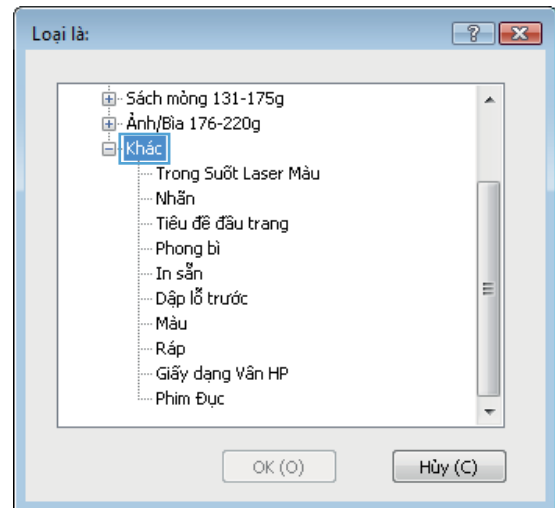 Loại là:
Sách mỏng 131-175g
Ảnh/Bìa 176-220g
Khác
Trong Suốt Laser Màu
Nhãn
Tiêu đề đầu trang
Phong bì
In sẵn
Dập lỗ trước
Màu
Ráp
Giấy dạng Vân HP
Phim Đục
OK (O)
Hủy (C)